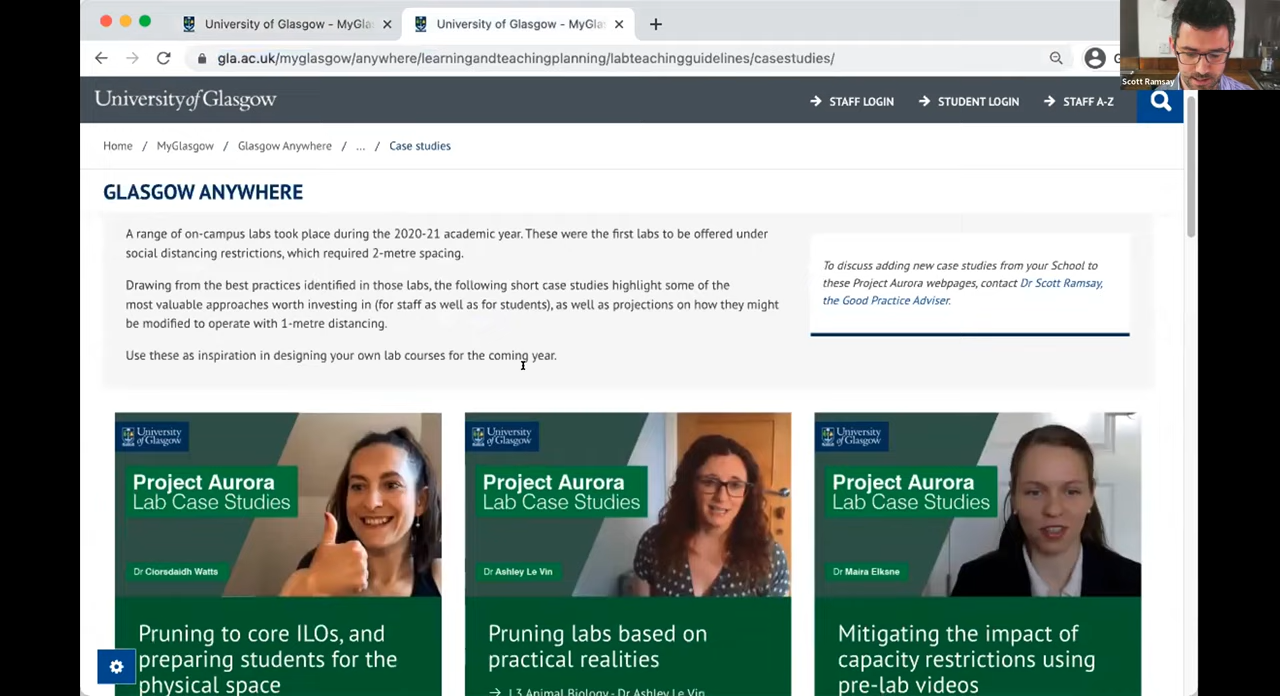 University of Glasgow - MyGla
University of Glasgow - MyGla
gla.ac.uk/myglasgow/anywhere/learningandteachingplanning/labteachingguidelines/casestudies/
G
Scott Ramsay
University of Glasgow
STAFF LOGIN
STUDENT LOGIN
STAFF A-Z
Home / MyGlasgow / Glasgow Anywhere / ... / Case studies
GLASGOW ANYWHERE
A range of on-campus labs took place during the 2020-21 academic year. These were the first labs to be offered under
social distancing restrictions, which required 2-metre spacing.
Drawing from the best practices identified in those labs, the following short case studies highlight some of the
most valuable approaches worth investing in (for staff as well as for students), as well as projections on how they might
be modified to operate with 1-metre distancing.
Use these as inspiration in designing your own lab courses for the coming year.
To discuss adding new case studies from your School to
these Project Aurora webpages, contact Dr Scott Ramsay,
the Good Practice Adviser.
University
of Glasgow
Project Aurora
Lab Case Studies
Dr Ciorsdaidh Watts
Pruning to core ILOs, and
preparing students for the
physical space
University
of Glasgow
Project Aurora
Lab Case Studies
Dr Ashley Le Vin
Pruning labs based on
practical realities
L3 Animal Biology - Dr Ashley Le Vin
University
of Glasgow
Project Aurora
Lab Case Studies
Dr Maira Elksne
Mitigating the impact of
capacity restrictions using
pre-lab videos